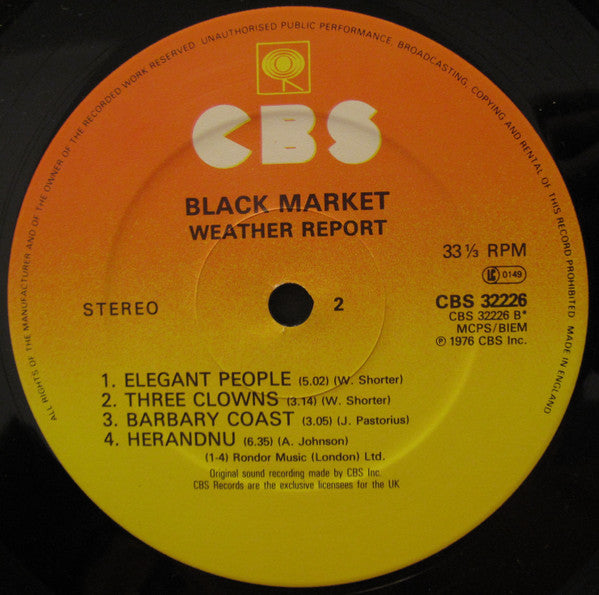 ALL RIGHTS OF THE MANUFACTURER AND OF THE OWNER OF THE RECORDED WORK RESERVED. UNAUTHORISED PUBLIC PERFORMANCE, BROADCASTING, COPYING AND RENTAL OF THIS RECORD PROHIBITED. MADE IN ENGLAND
CBS
BLACK MARKET
WEATHER REPORT
33⅓ RPM
LC 0149
STEREO
2
CBS 32226
CBS 32226 B*
MCPS/BIEM
℗ 1976 CBS Inc.
1. ELEGANT PEOPLE (5.02) (W. Shorter)
2. THREE CLOWNS (3.14) (W. Shorter)
3. BARBARY COAST (3.05) (J. Pastorius)
4. HERANDNU (6.35) (A. Johnson)
(1-4) Rondor Music (London) Ltd.
Original sound recording made by CBS Inc.
CBS Records are the exclusive licensees for the UK